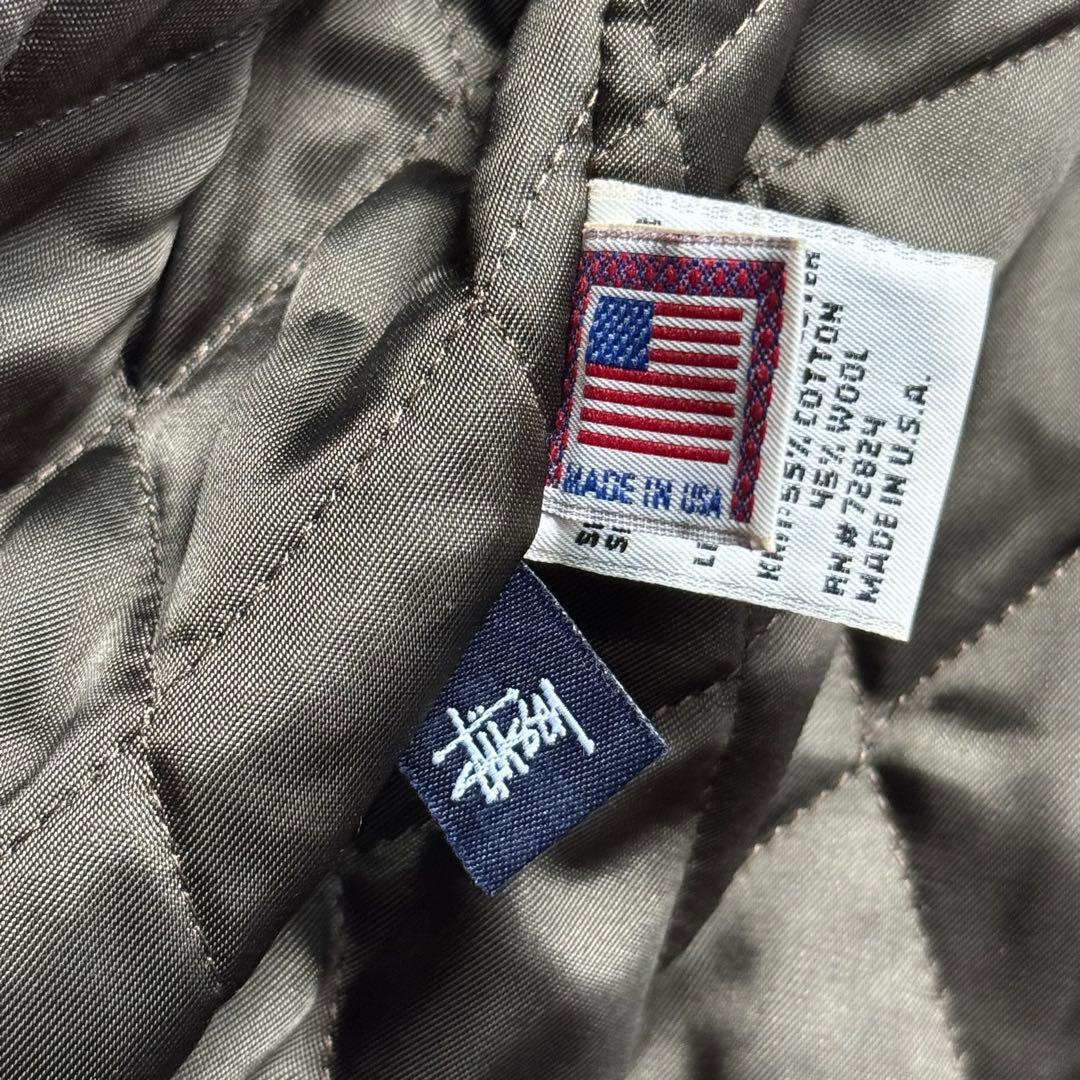 MADE IN USA
55% COTTON
45% WOOL
RN# 72824
MADE IN U.S.A.
Stüssy